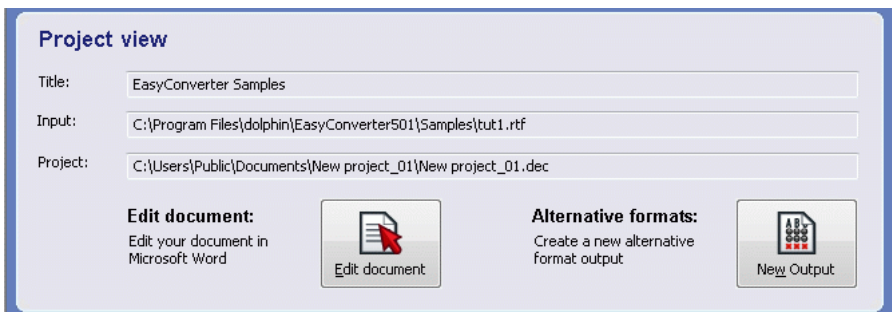 Project view
Title: EasyConverter Samples
Input: C:\Program Files\dolphin\EasyConverter501\Samples\tut1.rtf
Project: C:\Users\Public\Documents\New project_01\New project_01.dec
Edit document:
Edit your document in
Microsoft Word
Edit document
Alternative formats:
Create a new alternative
format output
New Output